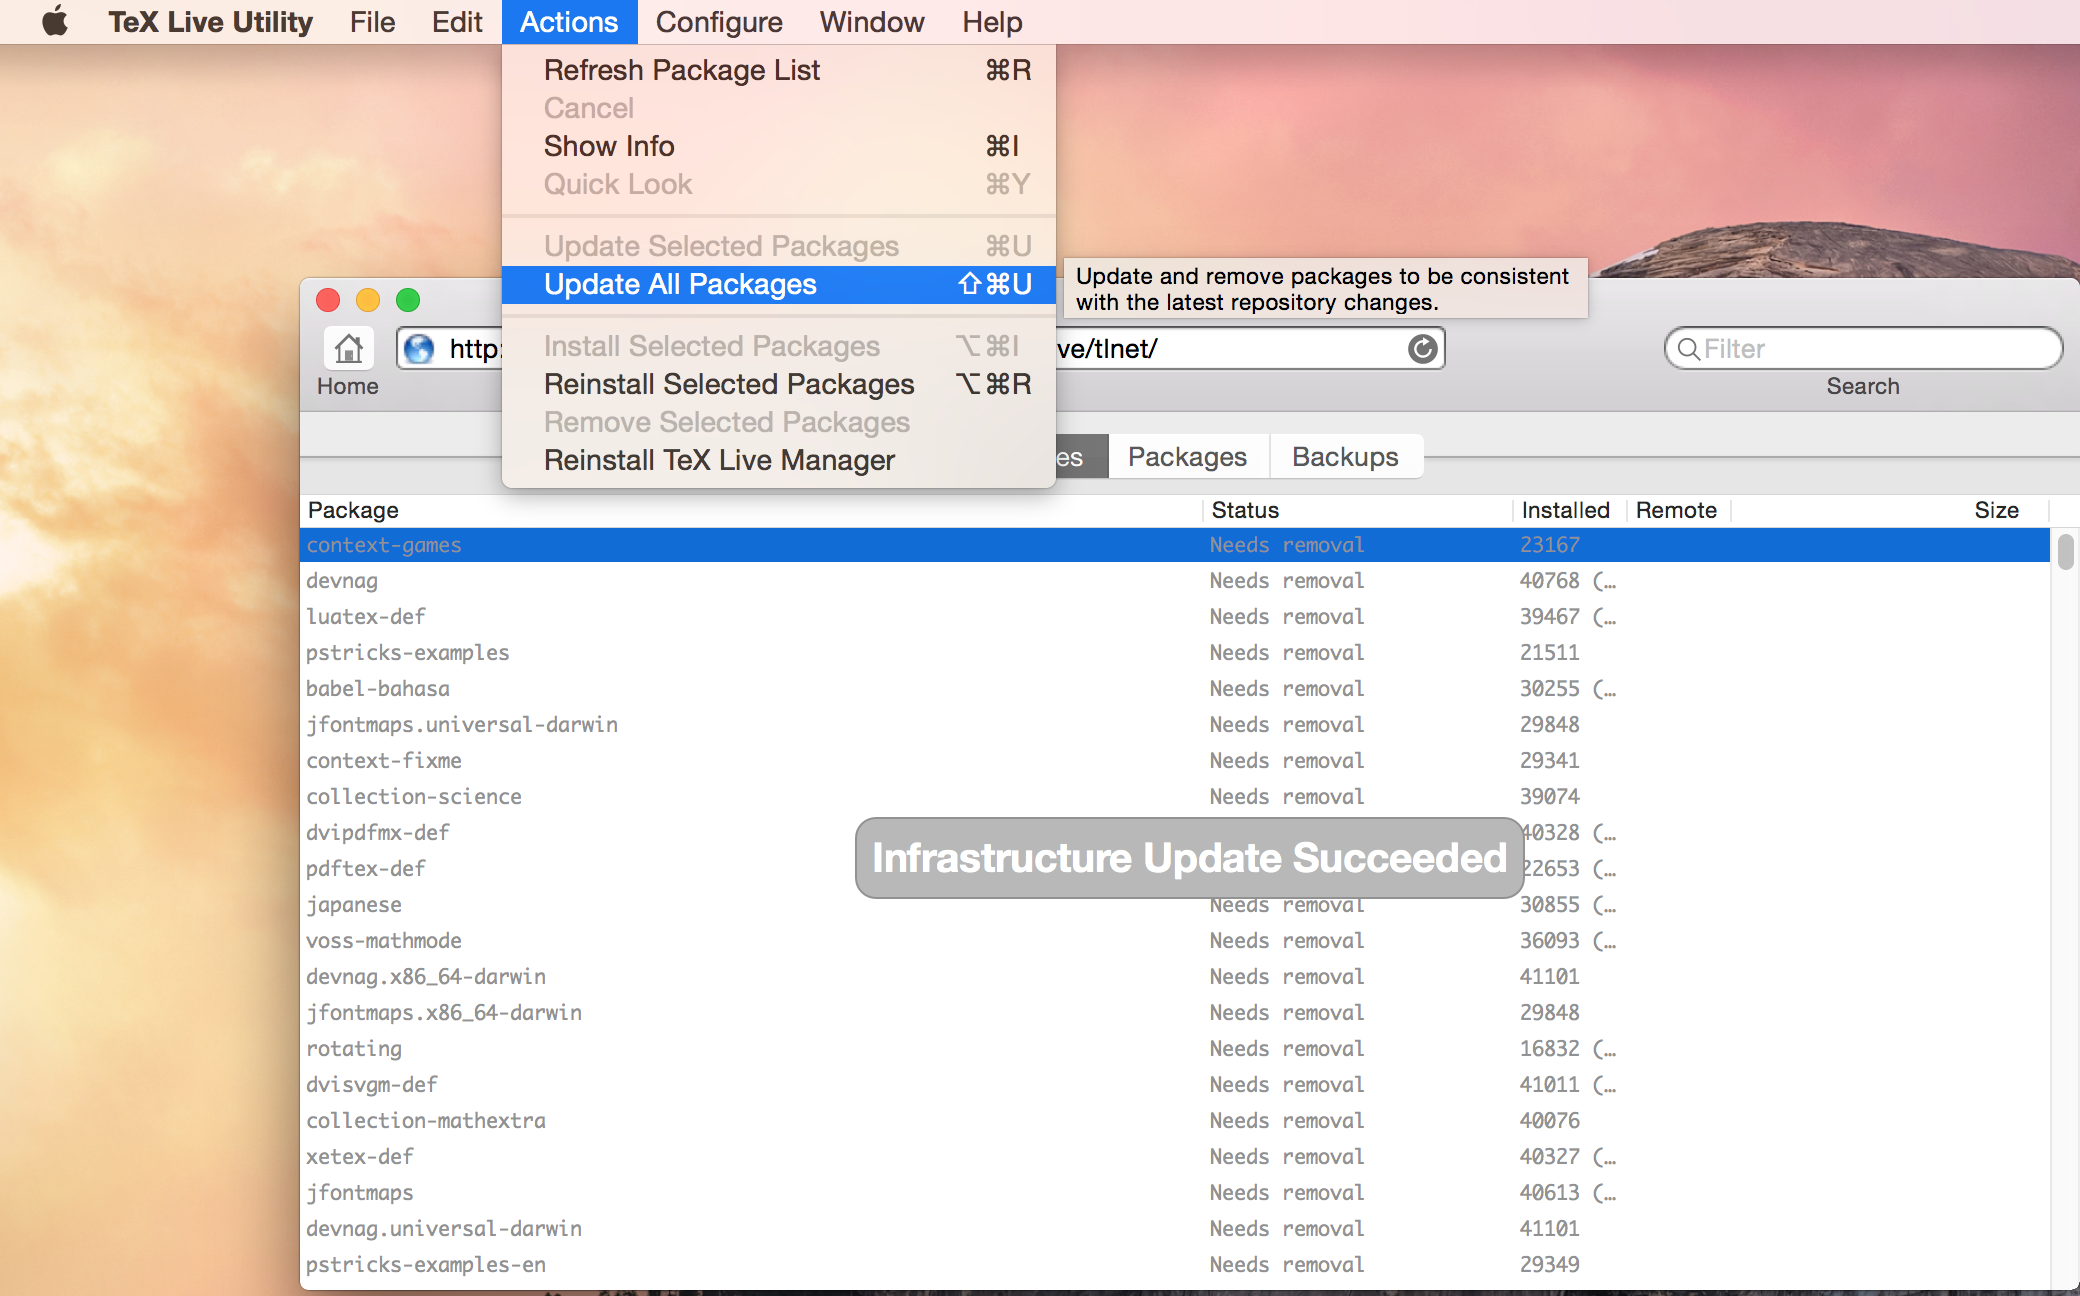 TeX Live Utility File Edit Actions Configure Window Help
Refresh Package List ⌘R
Cancel
Show Info ⌘I
Quick Look ⌘Y
Update Selected Packages ⌘U
Update All Packages ⇧⌘U
Update and remove packages to be consistent
with the latest repository changes.
Install Selected Packages ⌥⌘I
Reinstall Selected Packages ⌥⌘R
Remove Selected Packages
Reinstall TeX Live Manager
http: ve/tlnet/
Filter
Home
Search
es Packages Backups
Package Status Installed Remote Size
context-games Needs removal 23167
devnag Needs removal 40768 (…
luatex-def Needs removal 39467 (…
pstricks-examples Needs removal 21511
babel-bahasa Needs removal 30255 (…
jfontmaps.universal-darwin Needs removal 29848
context-fixme Needs removal 29341
collection-science Needs removal 39074
dvipdfmx-def 40328 (…
Infrastructure Update Succeeded
pdftex-def 22653 (…
japanese Needs removal 30855 (…
voss-mathmode Needs removal 36093 (…
devnag.x86_64-darwin Needs removal 41101
jfontmaps.x86_64-darwin Needs removal 29848
rotating Needs removal 16832 (…
dvisvgm-def Needs removal 41011 (…
collection-mathextra Needs removal 40076
xetex-def Needs removal 40327 (…
jfontmaps Needs removal 40613 (…
devnag.universal-darwin Needs removal 41101
pstricks-examples-en Needs removal 29349